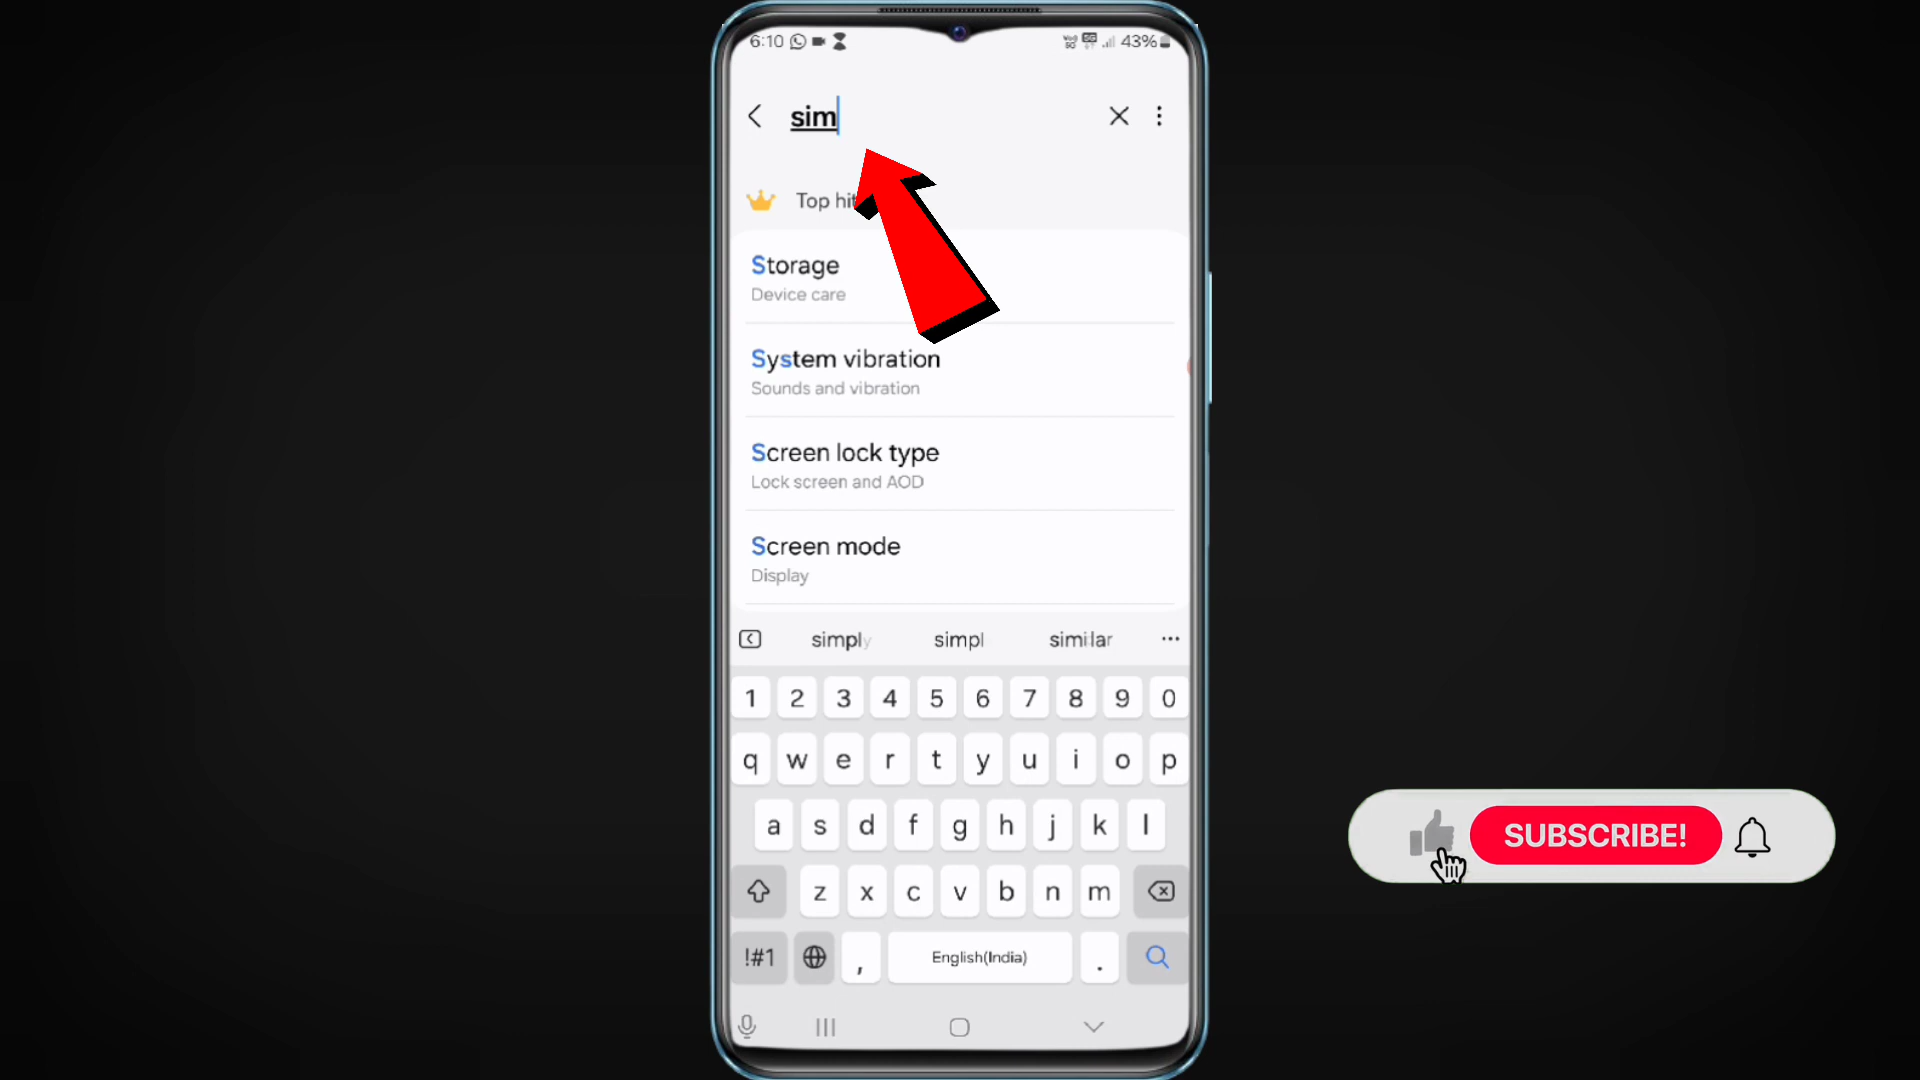 6:10
43%
sim
Top hit
Storage
Device care
System vibration
Sounds and vibration
Screen lock type
Lock screen and AOD
Screen mode
Display
simply simpl similar
1 2 3 4 5 6 7 8 9 0
q w e r t y u i o p
a s d f g h j k l
z x c v b n m
!#1 , English(India) .
SUBSCRIBE!